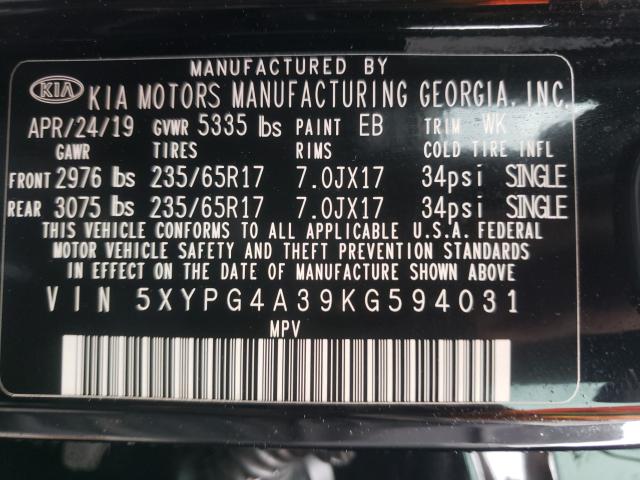 MANUFACTURED BY
KIA KIA MOTORS MANUFACTURING GEORGIA, INC.
APR/24/19 GVWR 5335 lbs PAINT EB TRIM WK
GAWR TIRES RIMS COLD TIRE INFL
FRONT 2976 lbs 235/65R17 7.0JX17 34psi SINGLE
REAR 3075 lbs 235/65R17 7.0JX17 34psi SINGLE
THIS VEHICLE CONFORMS TO ALL APPLICABLE U.S.A. FEDERAL
MOTOR VEHICLE SAFETY AND THEFT PREVENTION STANDARDS
IN EFFECT ON THE DATE OF MANUFACTURE SHOWN ABOVE
VIN 5XYPG4A39KG594031
MPV